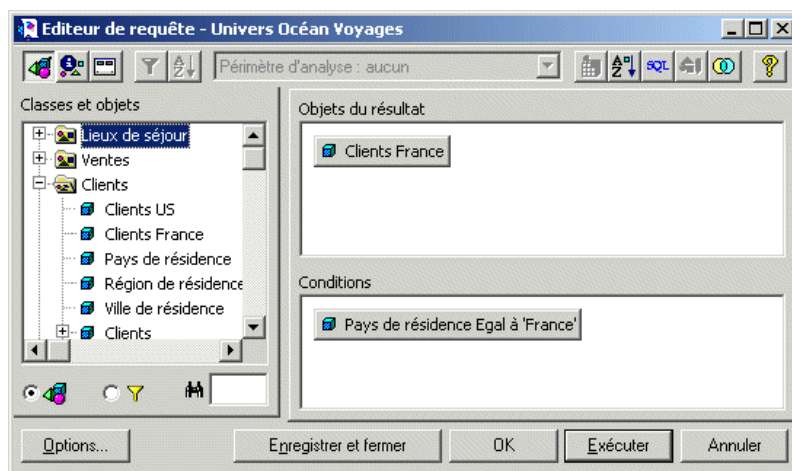 Editeur de requête - Univers Océan Voyages
Périmètre d'analyse : aucun
SQL
Classes et objets
Lieux de séjour
Ventes
Clients
Clients US
Clients France
Pays de résidence
Région de résidence
Ville de résidence
Clients
Objets du résultat
Clients France
Conditions
Pays de résidence Egal à 'France'
Options...
Enregistrer et fermer
OK
Exécuter
Annuler